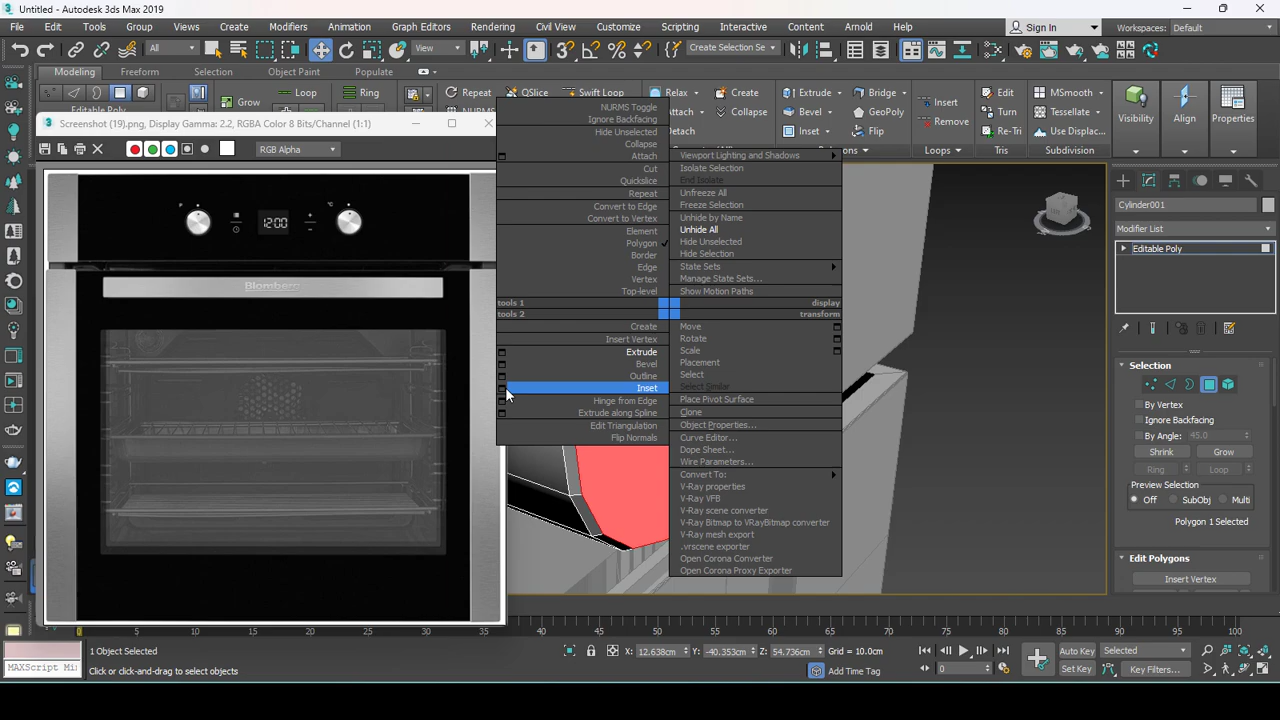 Untitled - Autodesk 3ds Max 2019
File Edit Tools Group Views Create Modifiers Animation Graph Editors Rendering Civil View Customize Scripting Interactive Content Arnold Help
Sign In Workspaces: Default
All View Create Selection Se
Modeling Freeform Selection Object Paint Populate
Loop Ring Repeat QSlice Swift Loop Relax Create Extrude Bridge Edit MSmooth
Editable Poly Grow NURMS Attach Collapse Bevel GeoPoly Insert Use Tessellate
Detach Inset Flip Remove Re-Tri Use Displac...
Polygons Loops Tris Subdivision Visibility Align Properties
Screenshot (19).png, Display Gamma: 2.2, RGBA Color 8 Bits/Channel (1:1)
RGB Alpha
P °C
12:00
Blomberg
NURMS Toggle
Ignore Backfacing
Hide Unselected
Collapse
Attach
Cut
Quickslice
Repeat
Convert to Edge
Convert to Vertex
Element
Polygon
Border
Edge
Vertex
Top-level
tools 1
tools 2
Create
Insert Vertex
Extrude
Bevel
Outline
Inset
Hinge from Edge
Extrude along Spline
Edit Triangulation
Flip Normals
Viewport Lighting and Shadows
Isolate Selection
End Isolate
Unfreeze All
Freeze Selection
Unhide by Name
Unhide All
Hide Unselected
Hide Selection
State Sets
Manage State Sets...
Show Motion Paths
display
transform
Move
Rotate
Scale
Placement
Select
Select Similar
Place Pivot Surface
Clone
Object Properties...
Curve Editor...
Dope Sheet...
Wire Parameters...
Convert To:
V-Ray properties
V-Ray VFB
V-Ray scene converter
V-Ray Bitmap to VRayBitmap converter
V-Ray mesh export
.vrscene exporter
Open Corona Converter
Open Corona Proxy Exporter
Cylinder001
Modifier List
Editable Poly
Selection
By Vertex
Ignore Backfacing
By Angle: 45.0
Shrink Grow
Ring Loop
Preview Selection
Off SubObj Multi
Polygon 1 Selected
Edit Polygons
Insert Vertex
0 5 10 15 20 25 30 35 40 45 50 55 60 65 70 75 80 85 90 95 100
1 Object Selected X: 12.638cm Y: -40.353cm Z: 54.736cm Grid = 10.0cm Auto Key Selected
MAXScript Mi Click or click-and-drag to select objects Add Time Tag 0 Set Key Key Filters...